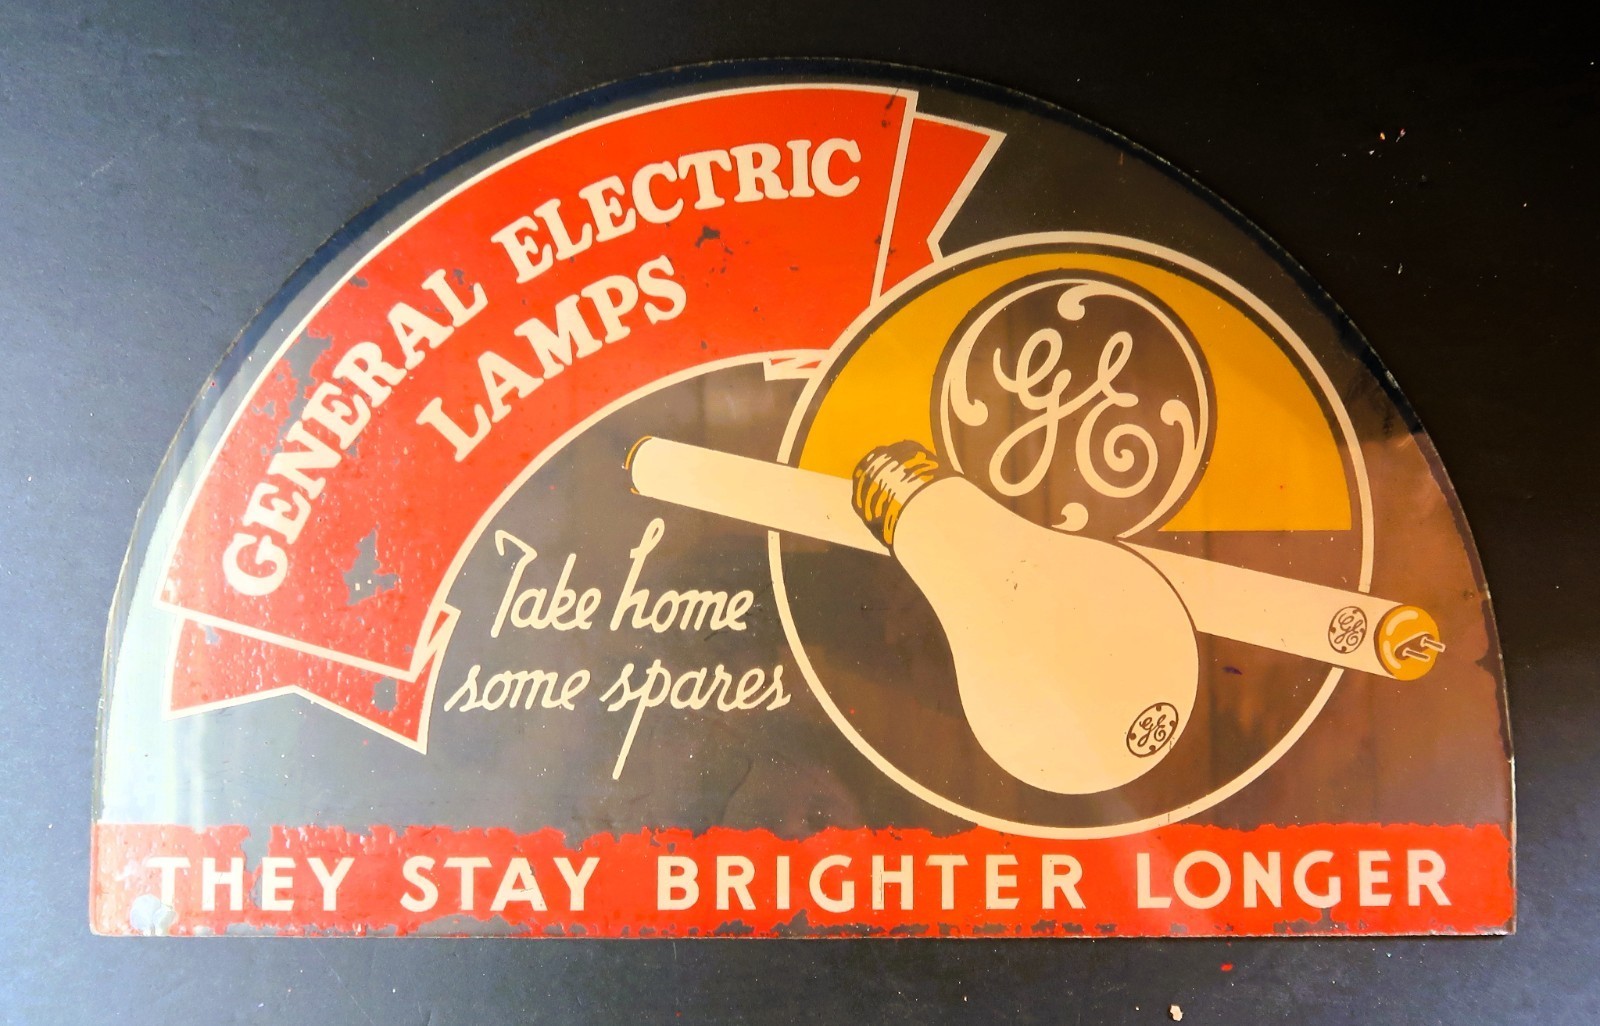 GENERAL ELECTRIC
LAMPS
GE
Take home
some spares
GE
GE
THEY STAY BRIGHTER LONGER